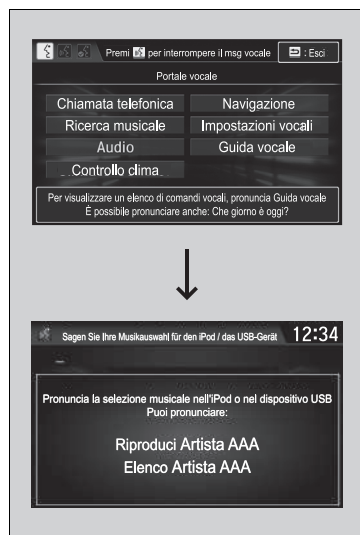 Premi per interrompere il msg vocale : Esci
Portale vocale
Chiamata telefonica Navigazione
Ricerca musicale Impostazioni vocali
Audio Guida vocale
Controllo clima
Per visualizzare un elenco di comandi vocali, pronuncia Guida vocale
È possibile pronunciare anche: Che giorno è oggi?
Sagen Sie Ihre Musikauswahl für den iPod / das USB-Gerät 12:34
Pronuncia la selezione musicale nell'iPod o nel dispositivo USB
Puoi pronunciare:
Riproduci Artista AAA
Elenco Artista AAA